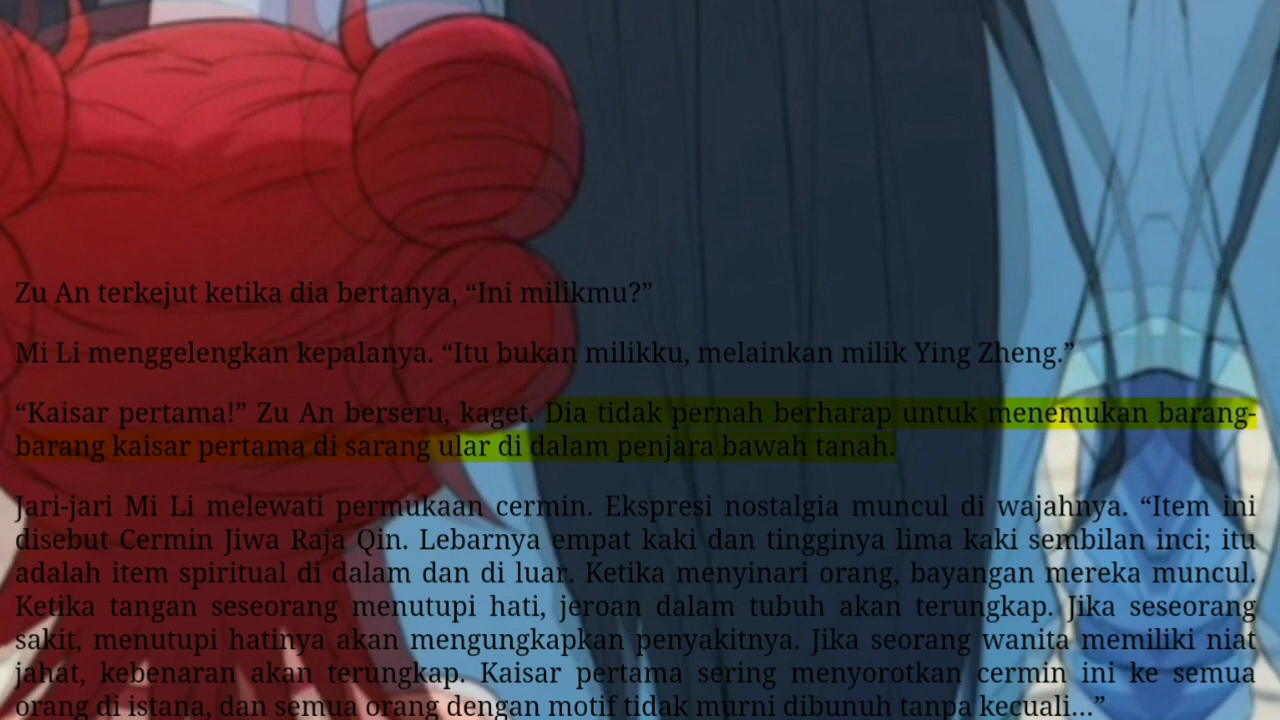 Zu An terkejut ketika dia bertanya, “Ini milikmu?”
Mi Li menggelengkan kepalanya. “Itu bukan milikku, melainkan milik Ying Zheng.”
“Kaisar pertama!” Zu An berseru, kaget. Dia tidak pernah berharap untuk menemukan barang-
barang kaisar pertama di sarang ular di dalam penjara bawah tanah.
Jari-jari Mi Li melewati permukaan cermin. Ekspresi nostalgia muncul di wajahnya. “Item ini
disebut Cermin Jiwa Raja Qin. Lebarnya empat kaki dan tingginya lima kaki sembilan inci; itu
adalah item spiritual di dalam dan di luar. Ketika menyinari orang, bayangan mereka muncul.
Ketika tangan seseorang menutupi hati, jeroan dalam tubuh akan terungkap. Jika seseorang
sakit, menutupi hatinya akan mengungkapkan penyakitnya. Jika seorang wanita memiliki niat
jahat, kebenaran akan terungkap. Kaisar pertama sering menyorotkan cermin ini ke semua
orang di istana, dan semua orang dengan motif tidak murni dibunuh tanpa kecuali…”